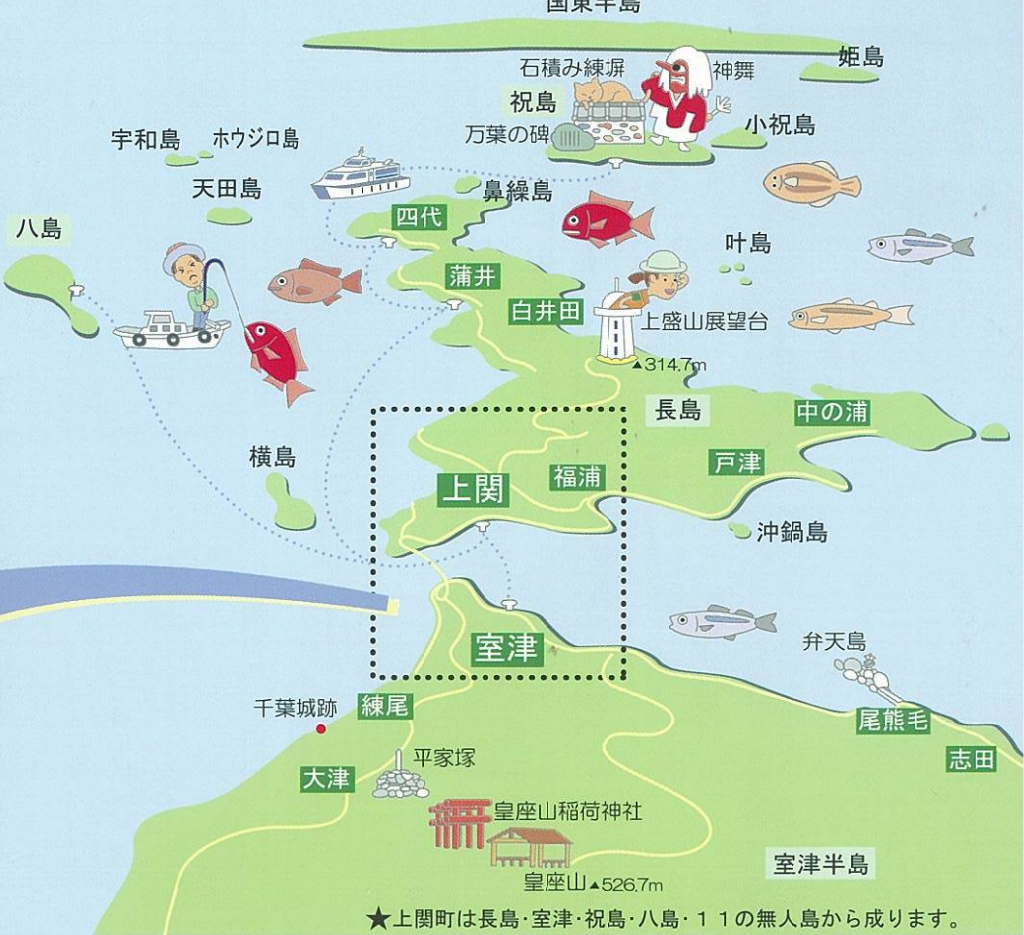 国東半島
姫島
石積み練塀
神舞
祝島
万葉の碑
小祝島
宇和島
ホウジロ島
天田島
鼻繰島
八島
四代
叶島
蒲井
白井田
上盛山展望台
▲314.7m
長島
中の浦
横島
戸津
福浦
上関
沖鍋島
室津
弁天島
千葉城跡
練尾
尾熊毛
志田
平家塚
大津
皇座山稲荷神社
室津半島
皇座山▲526.7m
★上関町は長島・室津・祝島・八島・11の無人島から成ります。